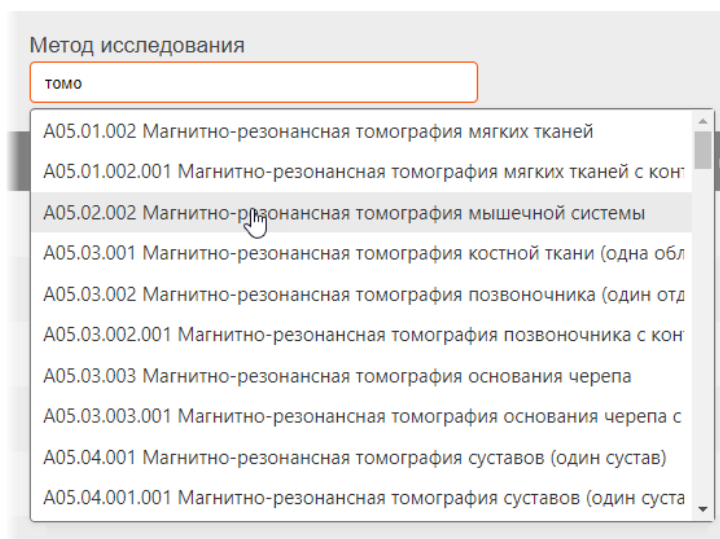 Метод исследования
томо
A05.01.002 Магнитно-резонансная томография мягких тканей
A05.01.002.001 Магнитно-резонансная томография мягких тканей с конт
A05.02.002 Магнитно-резонансная томография мышечной системы
A05.03.001 Магнитно-резонансная томография костной ткани (одна обл
A05.03.002 Магнитно-резонансная томография позвоночника (один отд
A05.03.002.001 Магнитно-резонансная томография позвоночника с конт
A05.03.003 Магнитно-резонансная томография основания черепа
A05.03.003.001 Магнитно-резонансная томография основания черепа с
A05.04.001 Магнитно-резонансная томография суставов (один сустав)
A05.04.001.001 Магнитно-резонансная томография суставов (один суста